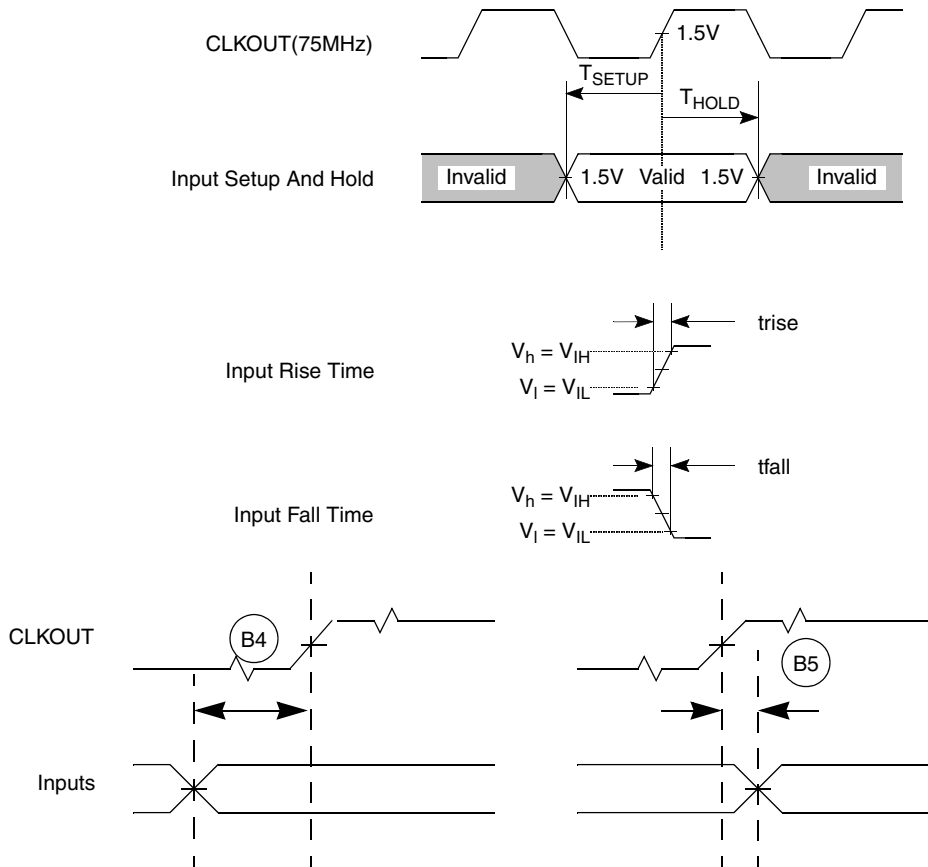 CLKOUT(75MHz)
1.5V
TSETUP
THOLD
Input Setup And Hold
Invalid
1.5V Valid 1.5V
Invalid
trise
Vh = VIH
Input Rise Time
Vl = VIL
tfall
Vh = VIH
Input Fall Time
Vl = VIL
CLKOUT
B4
B5
Inputs